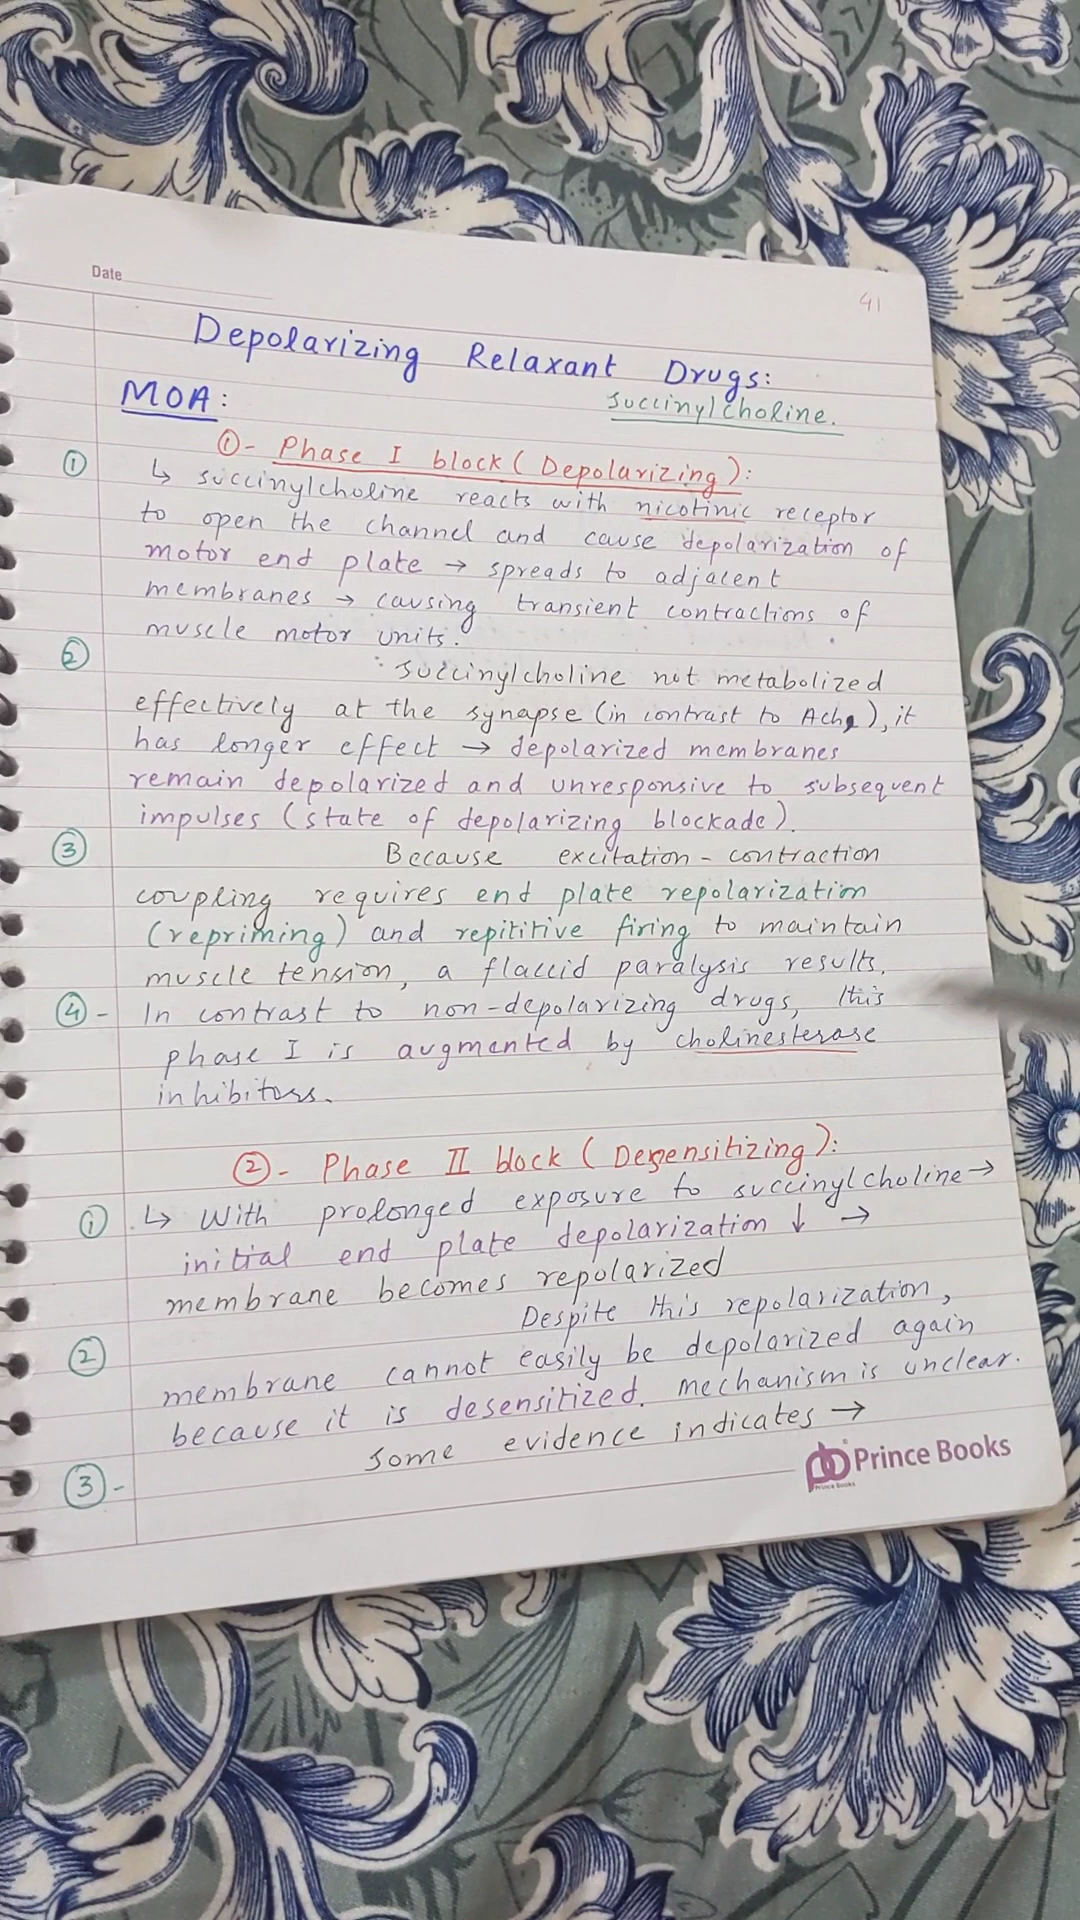 Date
41
Depolarizing Relaxant Drugs:
MOA:
succinylcholine.
①- Phase I block (Depolarizing):
① ↳ succinylcholine reacts with nicotinic receptor
to open the channel and cause depolarization of
motor end plate → spreads to adjacent
membranes → causing transient contractions of
muscle motor units.
② ∵ succinylcholine not metabolized
effectively at the synapse (in contrast to Ach), it
has longer effect → depolarized membranes
remain depolarized and unresponsive to subsequent
impulses (state of depolarizing blockade).
③ Because excitation - contraction
coupling requires end plate repolarization
(repriming) and repititive firing to maintain
muscle tension, a flaccid paralysis results.
④ - In contrast to non-depolarizing drugs, this
phase I is augmented by cholinesterase
inhibitors.
②- Phase II block (Desensitizing):
① ↳ With prolonged exposure to succinylcholine →
initial end plate depolarization ↓ →
membrane becomes repolarized
② Despite this repolarization,
membrane cannot easily be depolarized again
because it is desensitized. mechanism is unclear.
③ - some evidence indicates →
pb Prince Books
Prince Books